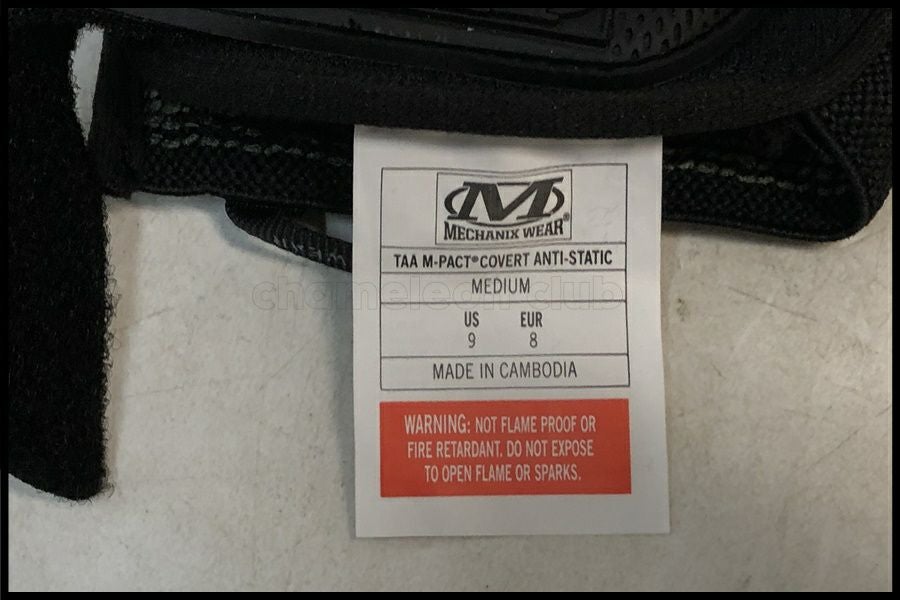 M
MECHANIX WEAR®
TAA M-PACT® COVERT ANTI-STATIC
MEDIUM
US EUR
9 8
MADE IN CAMBODIA
WARNING: NOT FLAME PROOF OR
FIRE RETARDANT. DO NOT EXPOSE
TO OPEN FLAME OR SPARKS.
chameleon club